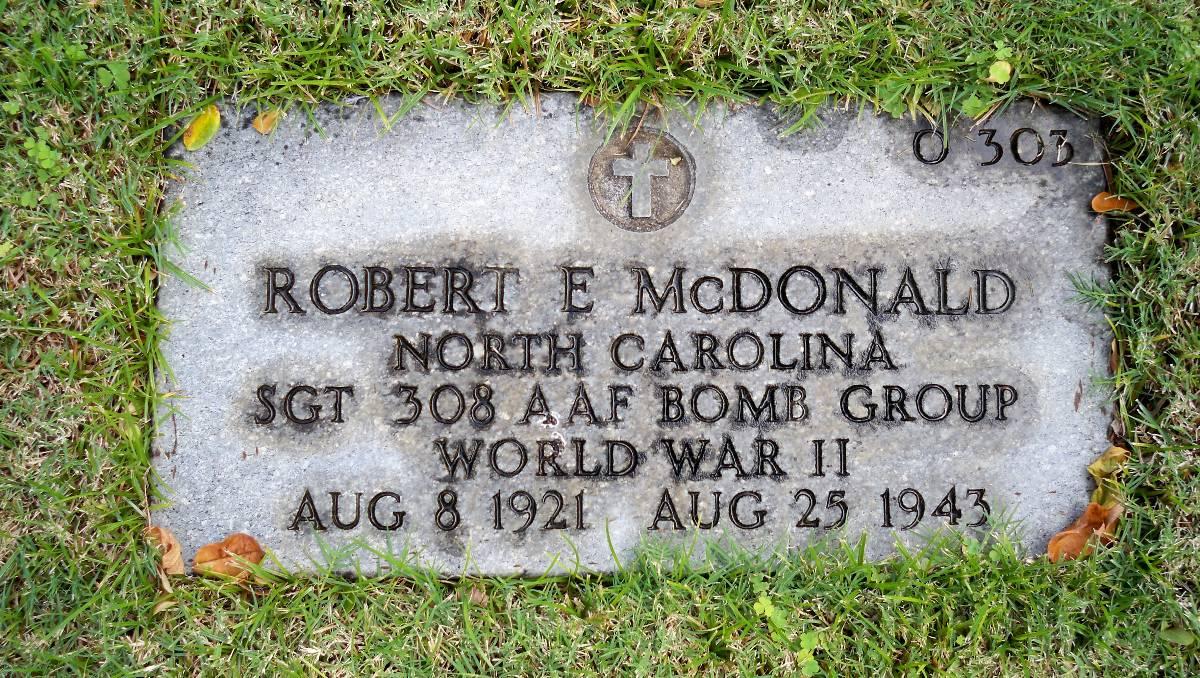 O 303
ROBERT E McDONALD
NORTH CAROLINA
SGT 308 AAF BOMB GROUP
WORLD WAR II
AUG 8 1921 AUG 25 1943